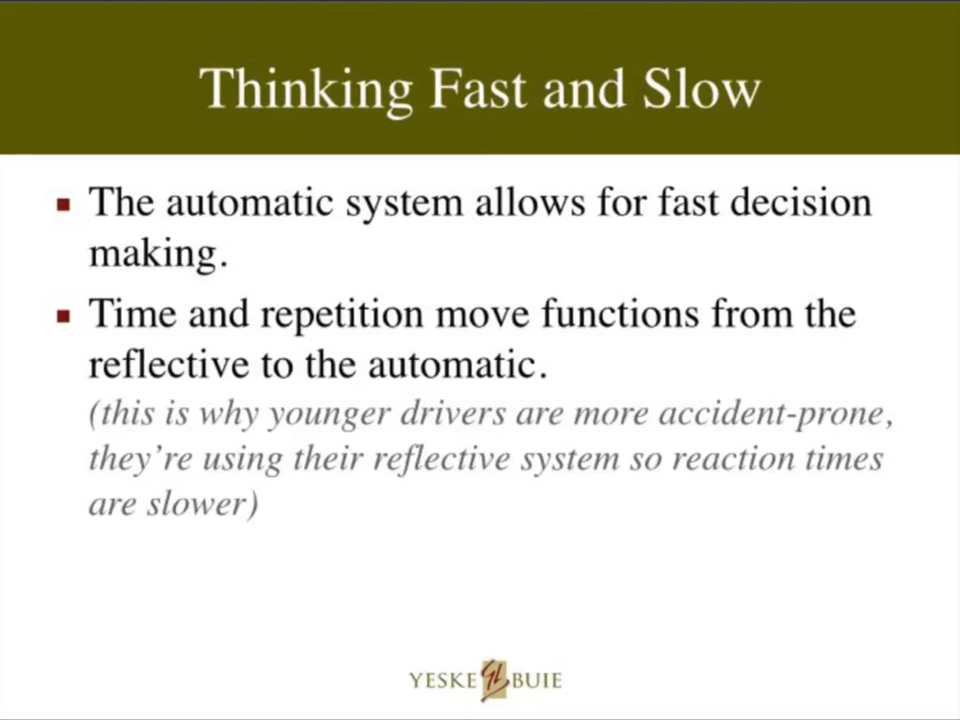 Thinking Fast and Slow
The automatic system allows for fast decision
making.
Time and repetition move functions from the
reflective to the automatic.
(this is why younger drivers are more accident-prone,
they’re using their reflective system so reaction times
are slower)
YESKE BUIE